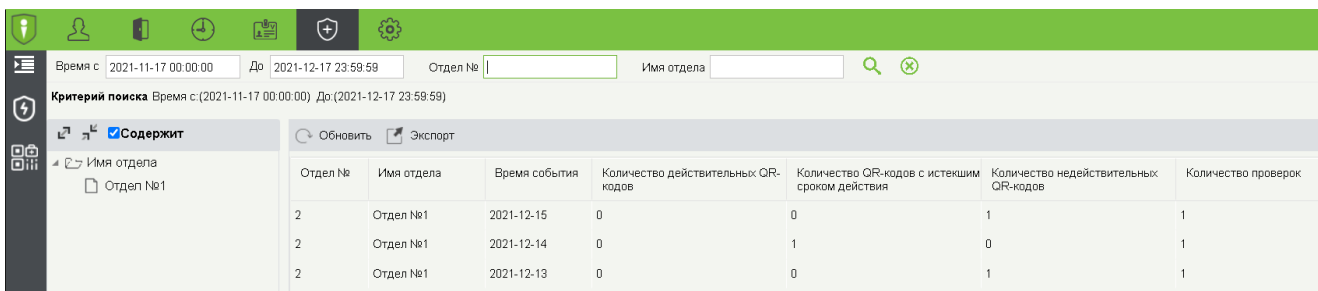 Время с 2021-11-17 00:00:00 До 2021-12-17 23:59:59 Отдел № Имя отдела
Критерий поиска Время с:(2021-11-17 00:00:00) До:(2021-12-17 23:59:59)
Содержит Обновить Экспорт
Имя отдела
Отдел №1
Отдел № Имя отдела Время события Количество действительных QR- Количество QR-кодов с истекшим Количество недействительных Количество проверок
кодов сроком действия QR-кодов
2 Отдел №1 2021-12-15 0 0 1 1
2 Отдел №1 2021-12-14 0 1 0 1
2 Отдел №1 2021-12-13 0 0 1 1